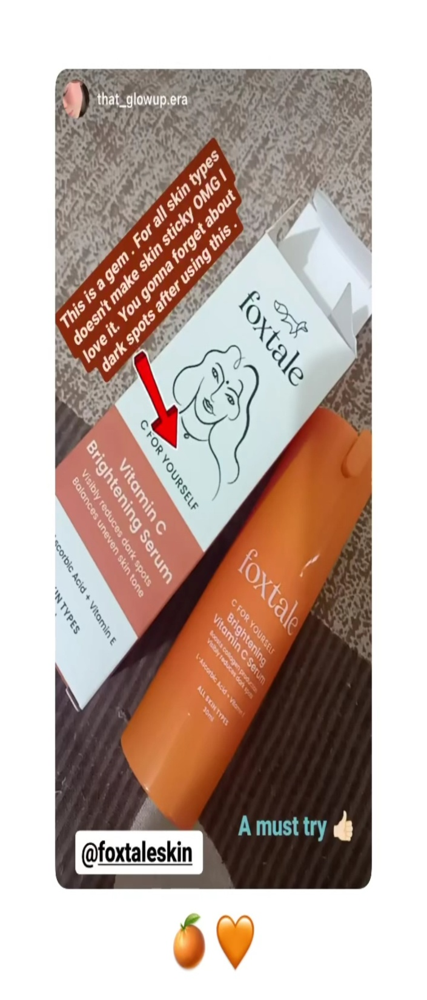 that_glowup.era
This is a gem . For all skin types
doesn't make skin sticky OMG I
love it. You gonna forget about
dark spots after using this .
foxtale
C FOR YOURSELF
Vitamin C
Brightening Serum
Visibly reduces dark spots
Balances uneven skin tone
scorbic Acid + Vitamin E
IN TYPES
foxtale
C FOR YOURSELF
Brightening
Vitamin C Serum
Boosts collagen production
Visibly reduces dark spots
L-Ascorbic Acid + Vitamin E
ALL SKIN TYPES
30ml
A must try 👍🏻
@foxtaleskin
🍊🧡